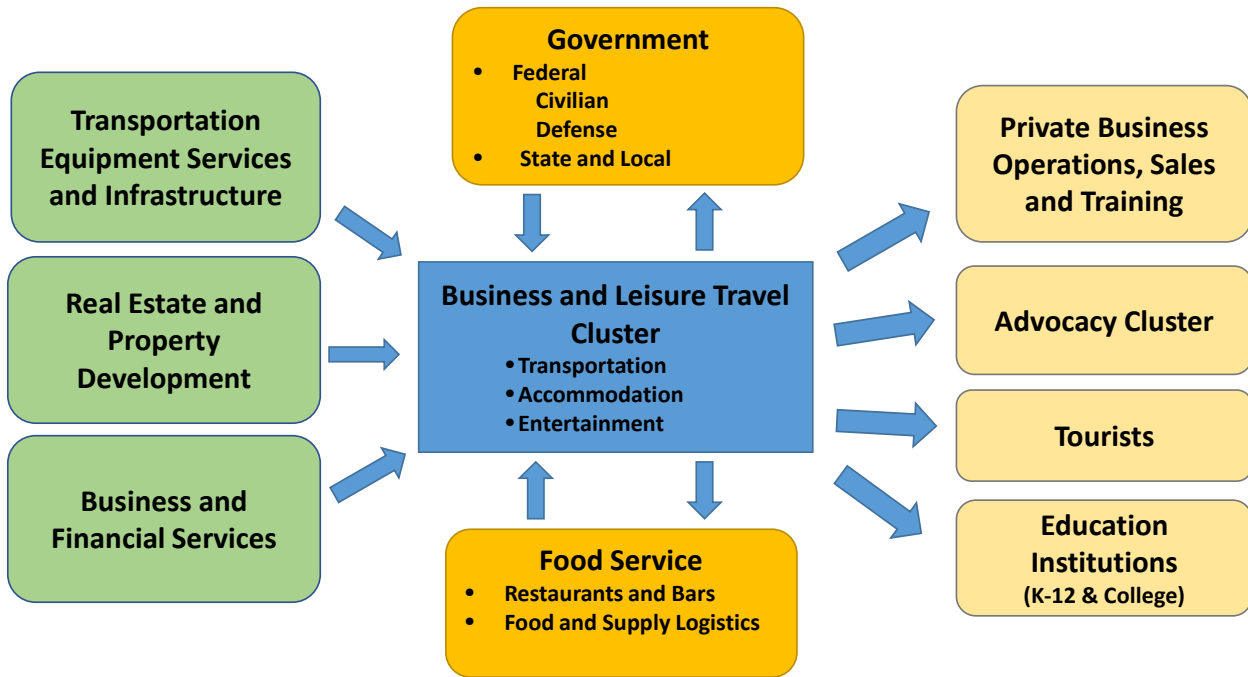 Government
• Federal
Civilian
Defense
• State and Local
Transportation
Equipment Services
and Infrastructure
Real Estate and
Property
Development
Business and
Financial Services
Business and Leisure Travel
Cluster
•Transportation
•Accommodation
•Entertainment
Food Service
• Restaurants and Bars
• Food and Supply Logistics
Private Business
Operations, Sales
and Training
Advocacy Cluster
Tourists
Education
Institutions
(K-12 & College)